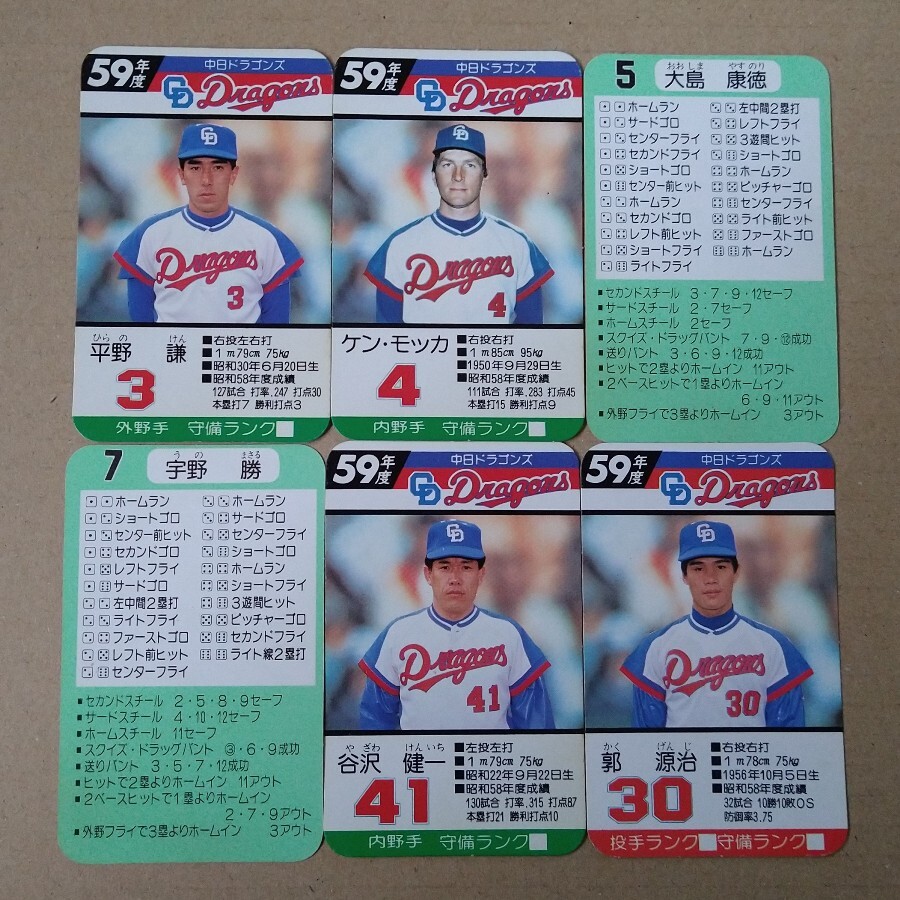 59年度
中日ドラゴンズ
CD Dragons
CD
Dragons
3
ひらの けん
平野 謙
3
■右投左右打
■1m79cm 75kg
■昭和30年6月20日生
■昭和58年度成績
127試合 打率.247 打点30
本塁打7 勝利打点3
外野手 守備ランク
59年度
中日ドラゴンズ
CD Dragons
CD
Dragons
4
ケン・モッカ
4
■右投右打
■1m85cm 95kg
■1950年9月29日生
■昭和58年度成績
111試合 打率.283 打点45
本塁打15 勝利打点9
内野手 守備ランク
5
おおしま やすのり
大島 康徳
ホームラン
サードゴロ
センターフライ
セカンドフライ
ショートゴロ
センター前ヒット
ホームラン
セカンドゴロ
レフト前ヒット
ショートフライ
ライトフライ
左中間2塁打
レフトフライ
3遊間ヒット
ショートゴロ
ホームラン
ピッチャーゴロ
ライト前ヒット
ファーストゴロ
ホームラン
■セカンドスチール 3・7・9・12セーフ
■サードスチール 2・7セーフ
■ホームスチール 2セーフ
■スクイズ・ドラッグバント 7・9・⑫成功
■送りバント 3・6・9・12成功
■ヒットで2塁よりホームイン 11アウト
■2ベースヒットで1塁よりホームイン
6・9・11アウト
■外野フライで3塁よりホームイン 3アウト
7
うの まさる
宇野 勝
ホームラン
ショートゴロ
センター前ヒット
セカンドゴロ
レフトフライ
サードゴロ
左中間2塁打
ライトフライ
ファーストゴロ
レフト前ヒット
センターフライ
ホームラン
サードゴロ
センターフライ
ショートゴロ
ホームラン
ショートフライ
3遊間ヒット
ピッチャーゴロ
セカンドフライ
ライト線2塁打
■セカンドスチール 2・5・8・9セーフ
■サードスチール 4・10・12セーフ
■ホームスチール 11セーフ
■スクイズ・ドラッグバント ③・6・9成功
■送りバント 3・5・7・12成功
■ヒットで2塁よりホームイン 11アウト
■2ベースヒットで1塁よりホームイン
2・7・9アウト
■外野フライで3塁よりホームイン 3アウト
59年度
中日ドラゴンズ
CD Dragons
CD
Dragons
41
やざわ けんいち
谷沢 健一
41
■左投左打
■1m79cm 75kg
■昭和22年9月22日生
■昭和58年度成績
130試合 打率.315 打点87
本塁打21 勝利打点10
内野手 守備ランク
59年度
中日ドラゴンズ
CD Dragons
CD
Dragons
30
かく げんじ
郭 源治
30
■右投右打
■1m78cm 75kg
■1956年10月5日生
■昭和58年度成績
32試合 10勝10敗0S
防御率3.75
投手ランク 守備ランク